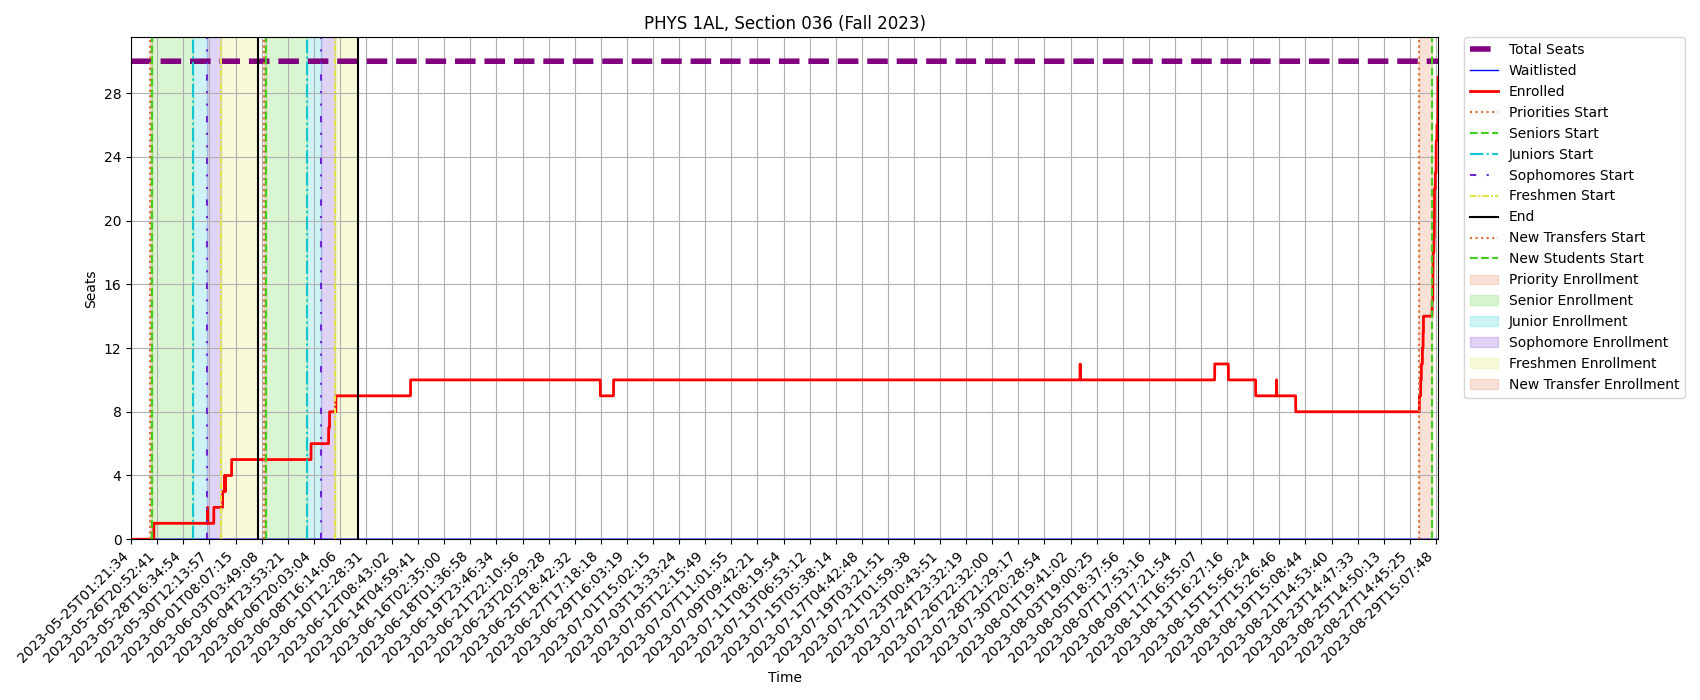 PHYS 1AL, Section 036 (Fall 2023)
Seats
28
24
20
16
12
8
4
0
2023-05-25T01:21:34
2023-05-26T20:52:41
2023-05-28T16:34:54
2023-05-30T12:13:57
2023-06-01T08:07:15
2023-06-03T03:49:08
2023-06-04T23:53:21
2023-06-06T20:03:04
2023-06-08T16:14:06
2023-06-10T12:28:31
2023-06-12T08:43:02
2023-06-14T04:59:41
2023-06-16T02:35:00
2023-06-18T01:36:58
2023-06-19T23:46:34
2023-06-21T22:10:56
2023-06-23T20:29:28
2023-06-25T18:42:32
2023-06-27T17:18:18
2023-06-29T16:03:19
2023-07-01T15:02:15
2023-07-03T13:33:24
2023-07-05T12:15:49
2023-07-07T11:01:55
2023-07-09T09:42:21
2023-07-11T08:19:54
2023-07-13T06:53:12
2023-07-15T05:38:14
2023-07-17T04:42:48
2023-07-19T03:21:51
2023-07-21T01:59:38
2023-07-23T00:43:51
2023-07-24T23:32:19
2023-07-26T22:32:00
2023-07-28T21:29:17
2023-07-30T20:28:54
2023-08-01T19:41:02
2023-08-03T19:00:25
2023-08-05T18:37:56
2023-08-07T17:53:16
2023-08-09T17:21:54
2023-08-11T16:55:07
2023-08-13T16:27:16
2023-08-15T15:56:24
2023-08-17T15:26:46
2023-08-19T15:08:44
2023-08-21T14:53:40
2023-08-23T14:47:33
2023-08-25T14:50:13
2023-08-27T14:45:25
2023-08-29T15:07:48
Time
Total Seats
Waitlisted
Enrolled
Priorities Start
Seniors Start
Juniors Start
Sophomores Start
Freshmen Start
End
New Transfers Start
New Students Start
Priority Enrollment
Senior Enrollment
Junior Enrollment
Sophomore Enrollment
Freshmen Enrollment
New Transfer Enrollment